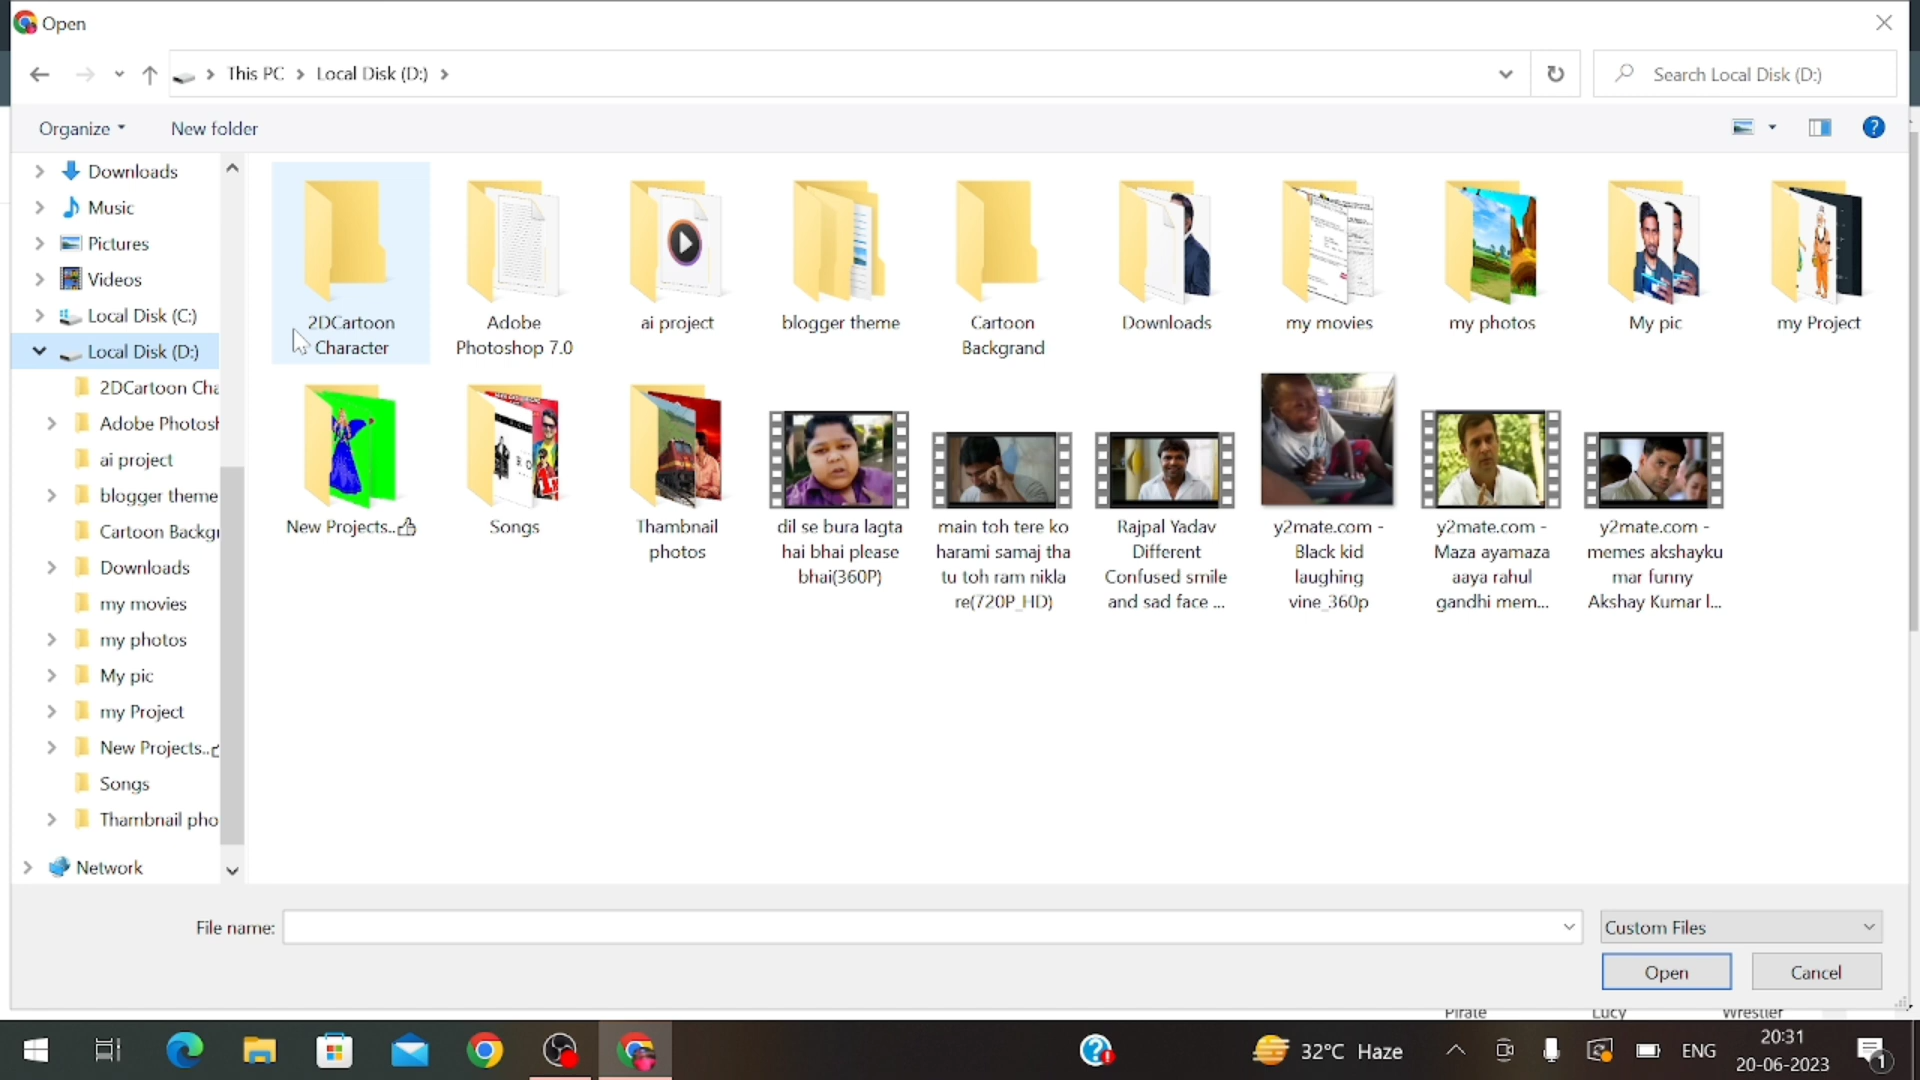 Open
This PC
Local Disk (D:)
Search Local Disk (D:)
Organize
New folder
Downloads
Music
Pictures
Videos
Local Disk (C:)
Local Disk (D:)
2DCartoon Cha
Adobe Photosh
ai project
blogger theme
Cartoon Backgr
Downloads
my movies
my photos
My pic
my Project
New Projects..
Songs
Thambnail pho
Network
2DCartoon
Character
Adobe
Photoshop 7.0
ai project
blogger theme
Cartoon
Backgrand
Downloads
my movies
my photos
My pic
my Project
New Projects..👍
Songs
Thambnail
photos
dil se bura lagta
hai bhai please
bhai(360P)
main toh tere ko
harami samaj tha
tu toh ram nikla
re(720P_HD)
Rajpal Yadav
Different
Confused smile
and sad face ...
y2mate.com -
Black kid
laughing
vine_360p
y2mate.com -
Maza ayamaza
aaya rahul
gandhi mem...
y2mate.com -
memes akshayku
mar funny
Akshay Kumar l...
File name:
Custom Files
Open
Cancel
Pirate
Lucy
Wrestler
32°C Haze
ENG
20:31
20-06-2023
1